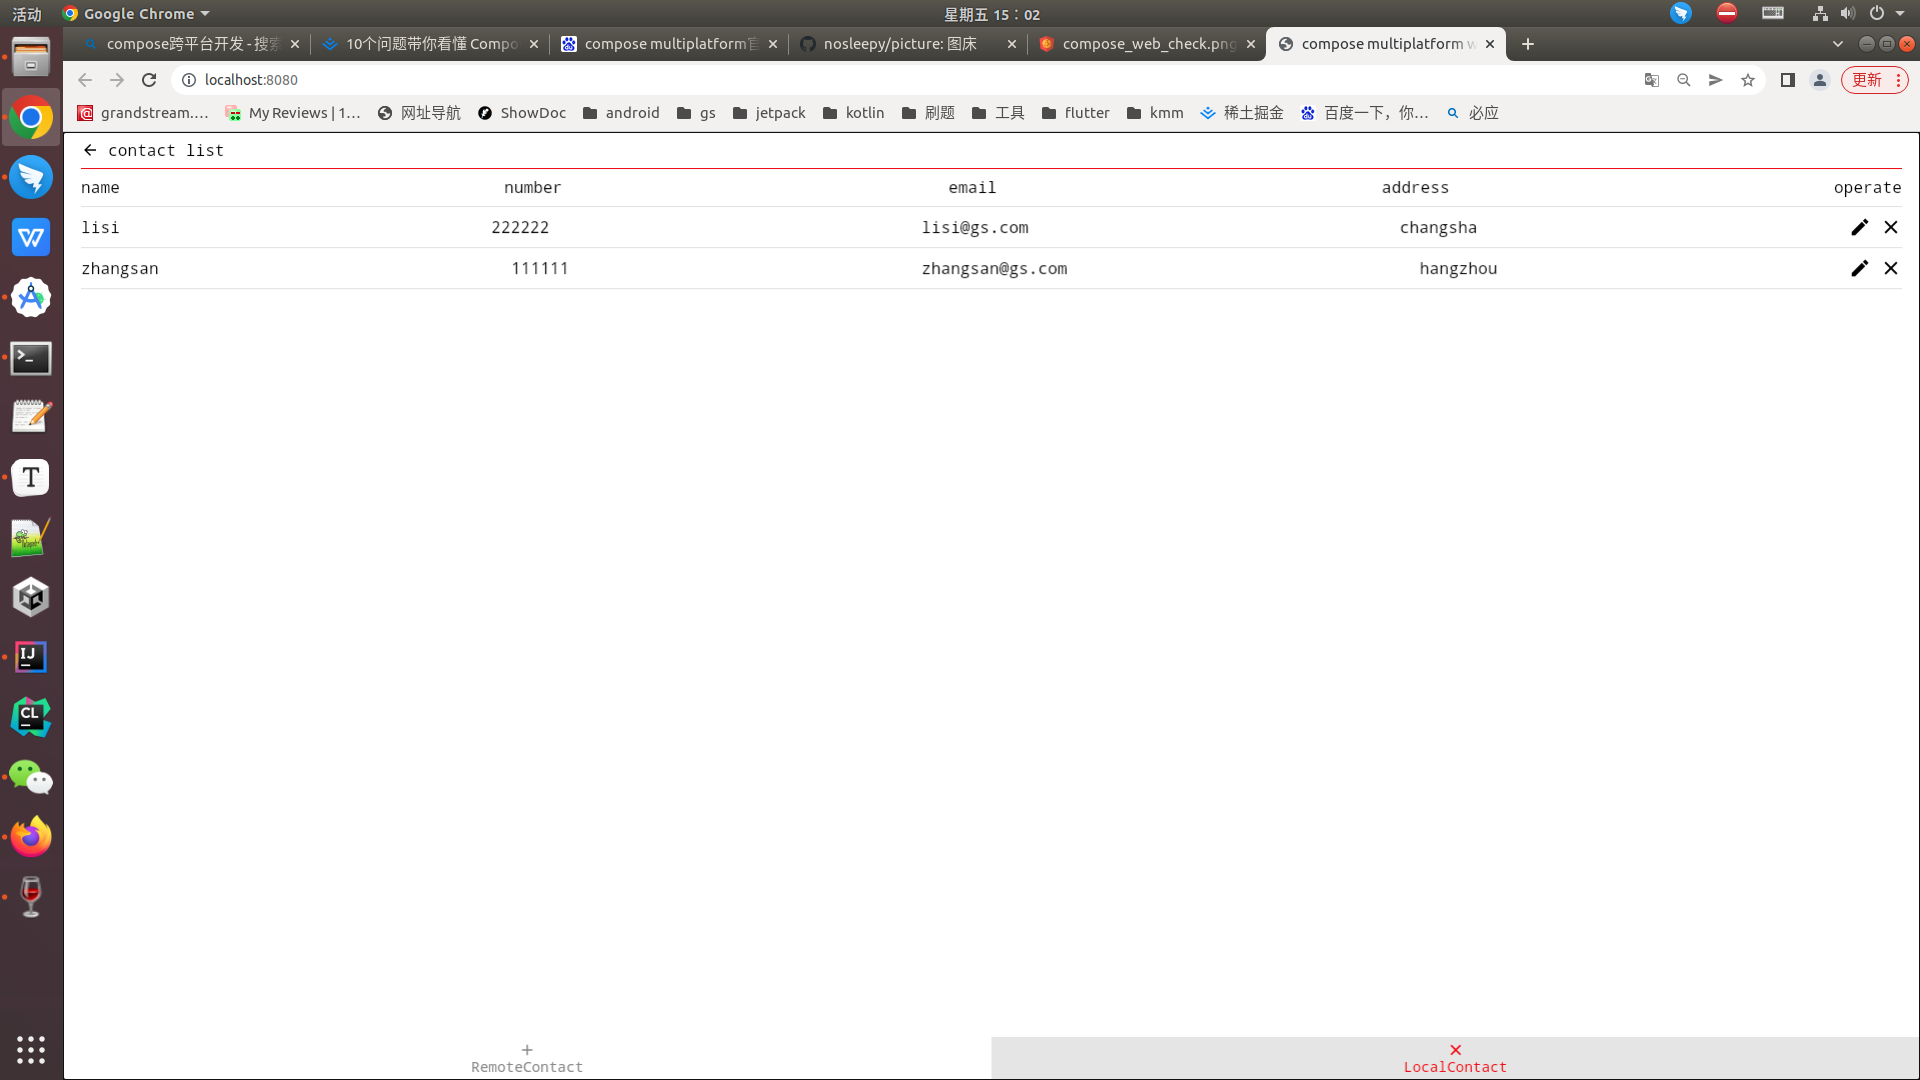 活动 Google Chrome 星期五 15：02
compose跨平台开发 - 搜索 10个问题带你看懂 Compo compose multiplatform官 nosleepy/picture: 图床 compose_web_check.png compose multiplatform w
localhost:8080 更新
grandstream.... My Reviews | 1... 网址导航 ShowDoc android gs jetpack kotlin 刷题 工具 flutter kmm 稀土掘金 百度一下，你... 必应
contact list
name number email address operate
lisi 222222 lisi@gs.com changsha
zhangsan 111111 zhangsan@gs.com hangzhou
T
IJ
CL
RemoteContact LocalContact